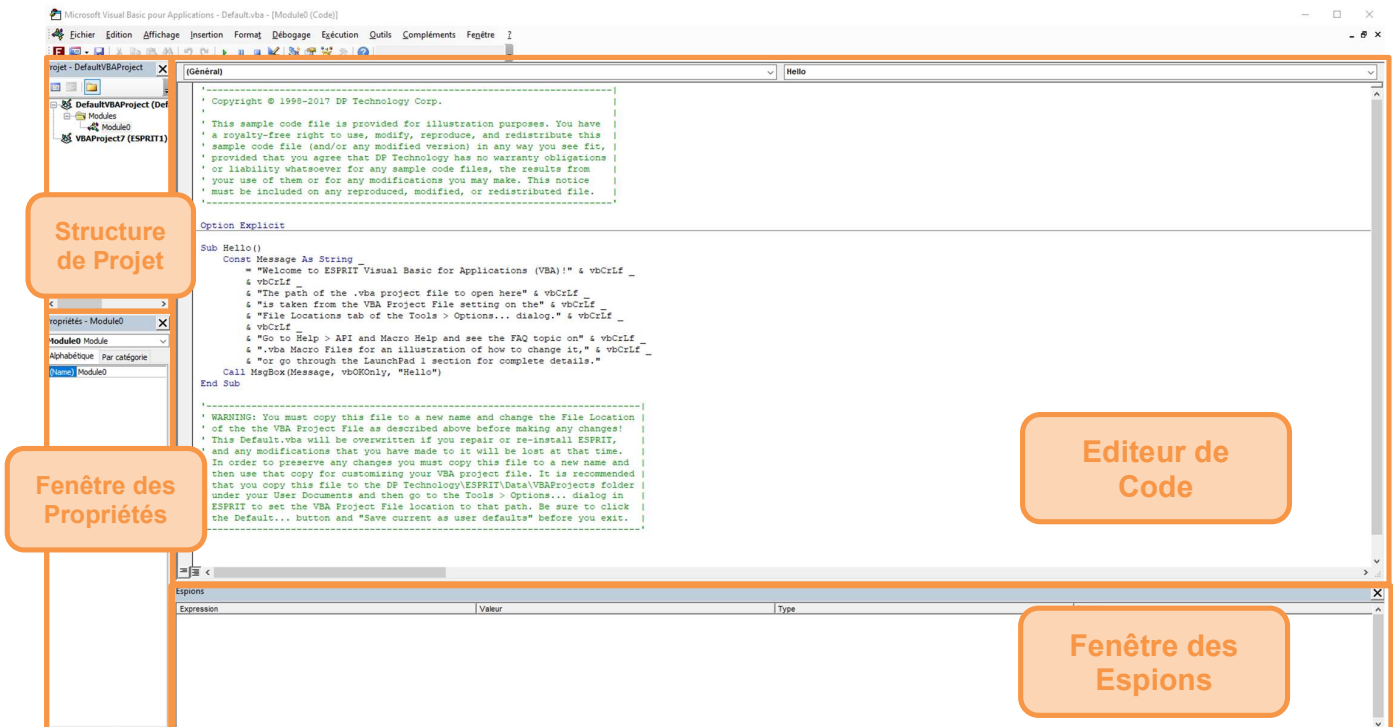 Microsoft Visual Basic pour Applications - Default.vba - [Module0 (Code)]
Fichier Edition Affichage Insertion Format Débogage Exécution Outils Compléments Fenêtre ?
rojet - DefaultVBAProject
(Général) Hello
DefaultVBAProject (Def
Modules
Module0
VBAProject7 (ESPRIT1)
Structure
de Projet
ropriétés - Module0
Module0 Module
Alphabétique Par catégorie
(Name) Module0
Fenêtre des
Propriétés
'--------------------------------------------------------------------|
' Copyright © 1998-2017 DP Technology Corp. |
' |
' This sample code file is provided for illustration purposes. You have |
' a royalty-free right to use, modify, reproduce, and redistribute this |
' sample code file (and/or any modified version) in any way you see fit, |
' provided that you agree that DP Technology has no warranty obligations |
' or liability whatsoever for any sample code files, the results from |
' your use of them or for any modifications you may make. This notice |
' must be included on any reproduced, modified, or redistributed file. |
'--------------------------------------------------------------------'
Option Explicit
Sub Hello()
Const Message As String _
= "Welcome to ESPRIT Visual Basic for Applications (VBA)!" & vbCrLf _
& vbCrLf _
& "The path of the .vba project file to open here" & vbCrLf _
& "is taken from the VBA Project File setting on the" & vbCrLf _
& "File Locations tab of the Tools > Options... dialog." & vbCrLf _
& vbCrLf _
& "Go to Help > API and Macro Help and see the FAQ topic on" & vbCrLf _
& ".vba Macro Files for an illustration of how to change it," & vbCrLf _
& "or go through the LaunchPad 1 section for complete details."
Call MsgBox(Message, vbOKOnly, "Hello")
End Sub
'-------------------------------------------------------------------------|
' WARNING: You must copy this file to a new name and change the File Location |
' of the the VBA Project File as described above before making any changes! |
' This Default.vba will be overwritten if you repair or re-install ESPRIT, |
' and any modifications that you have made to it will be lost at that time. |
In order to preserve any changes you must copy this file to a new name and |
then use that copy for customizing your VBA project file. It is recommended |
that you copy this file to the DP Technology\ESPRIT\Data\VBAProjects folder |
under your User Documents and then go to the Tools > Options... dialog in |
ESPRIT to set the VBA Project File location to that path. Be sure to click |
the Default... button and "Save current as user defaults" before you exit. |
-------------------------------------------------------------------------'
Editeur de
Code
Espions
Expression Valeur Type
Fenêtre des
Espions